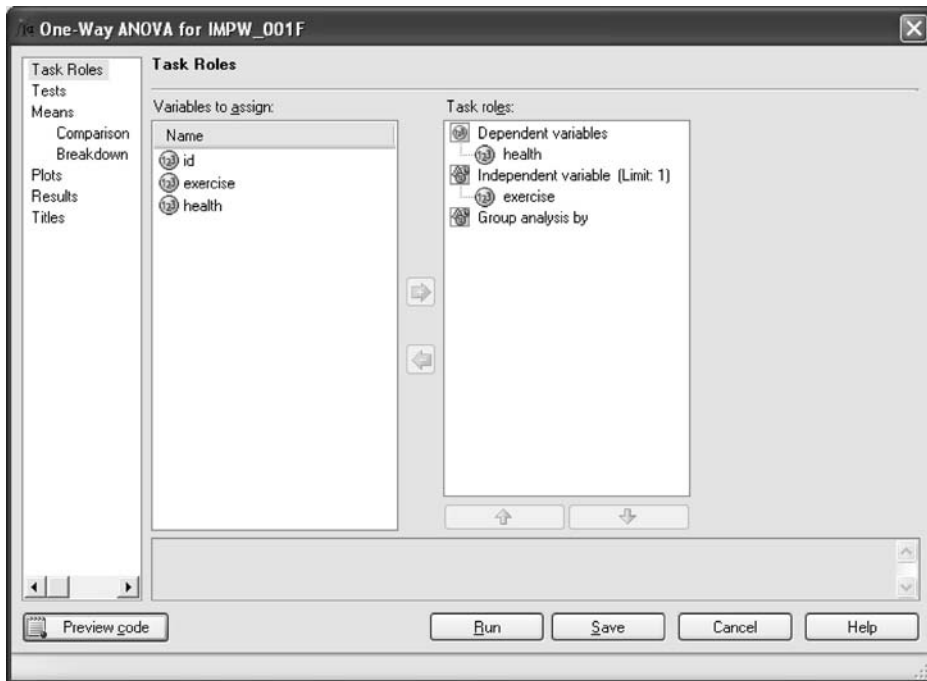 One-Way ANOVA for IMPW_001F
Task Roles
Tests
Means
Comparison
Breakdown
Plots
Results
Titles
Task Roles
Variables to assign:
Name
id
exercise
health
Task roles:
Dependent variables
health
Independent variable (Limit: 1)
exercise
Group analysis by
Preview code
Run
Save
Cancel
Help